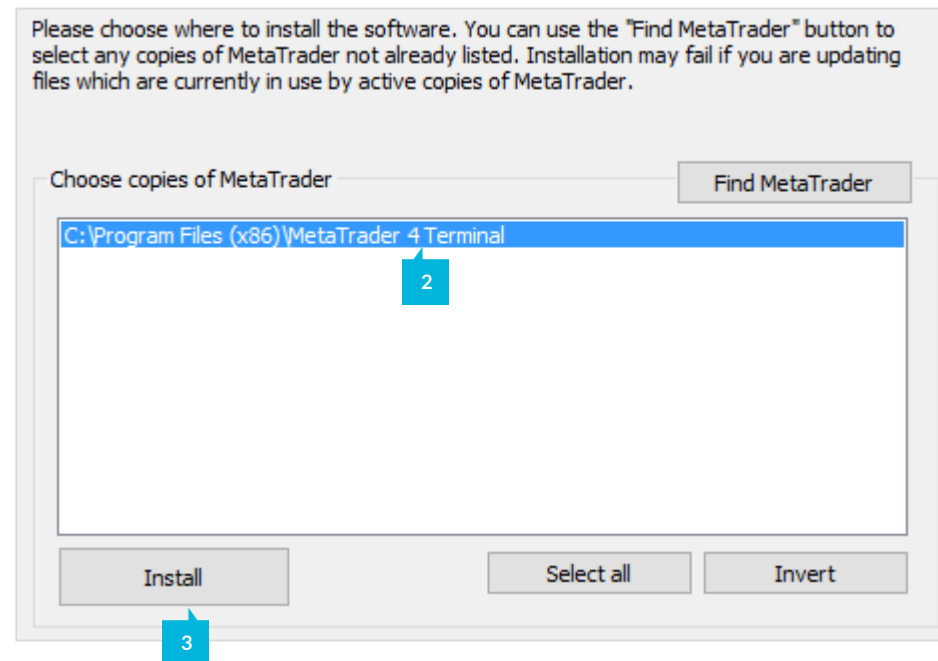 Please choose where to install the software. You can use the "Find MetaTrader" button to
select any copies of MetaTrader not already listed. Installation may fail if you are updating
files which are currently in use by active copies of MetaTrader.
Choose copies of MetaTrader
Find MetaTrader
C:\Program Files (x86)\MetaTrader 4 Terminal
2
Install
Select all
Invert
3